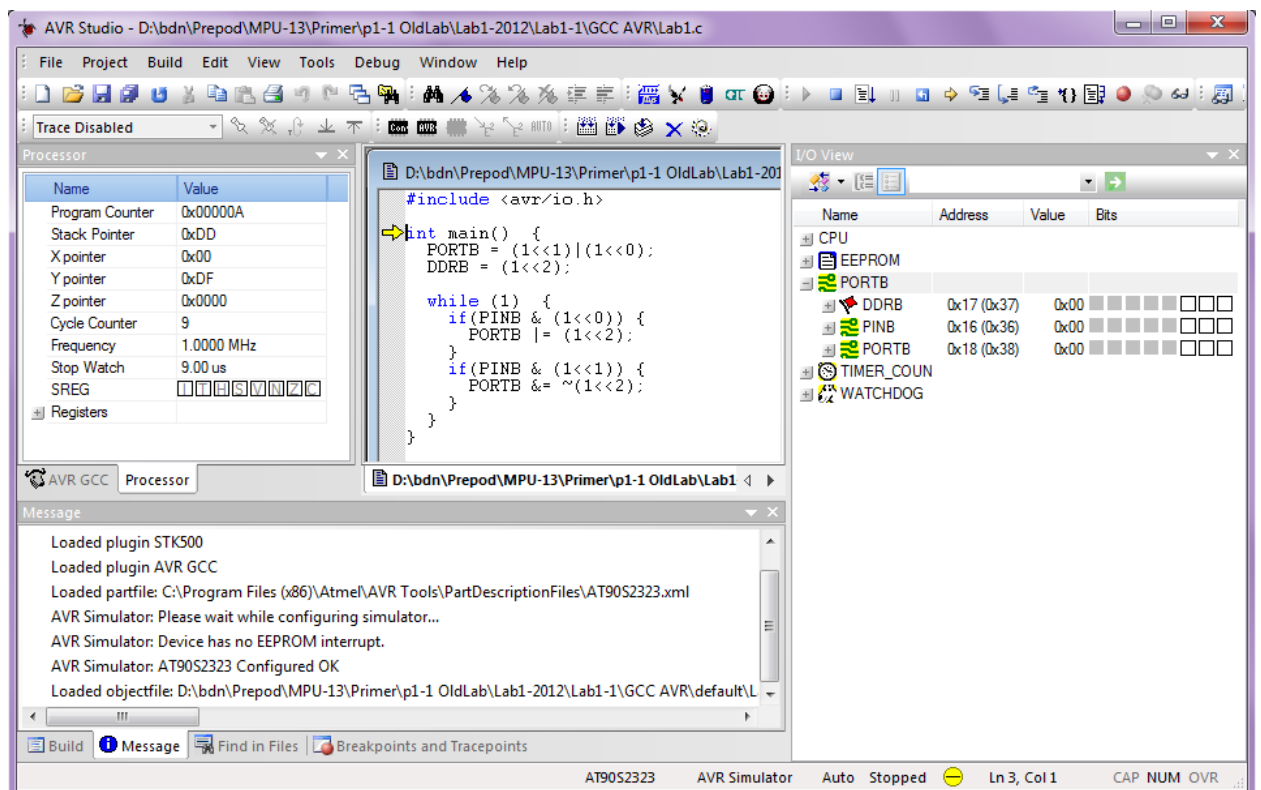 AVR Studio - D:\bdn\Prepod\MPU-13\Primer\p1-1 OldLab\Lab1-2012\Lab1-1\GCC AVR\Lab1.c
File Project Build Edit View Tools Debug Window Help
Trace Disabled
Con AVR AUTO
Processor
Name Value
Program Counter 0x00000A
Stack Pointer 0xDD
X pointer 0x00
Y pointer 0xDF
Z pointer 0x0000
Cycle Counter 9
Frequency 1.0000 MHz
Stop Watch 9.00 us
SREG I T H S V N Z C
Registers
AVR GCC Processor
D:\bdn\Prepod\MPU-13\Primer\p1-1 OldLab\Lab1-201
#include <avr/io.h>
int main()  {
  PORTB = (1<<1)|(1<<0);
  DDRB = (1<<2);
  while (1)  {
    if(PINB & (1<<0)) {
      PORTB |= (1<<2);
    }
    if(PINB & (1<<1)) {
      PORTB &= ~(1<<2);
    }
  }
}
D:\bdn\Prepod\MPU-13\Primer\p1-1 OldLab\Lab1
I/O View
Name Address Value Bits
CPU
EEPROM
PORTB
DDRB 0x17 (0x37) 0x00
PINB 0x16 (0x36) 0x00
PORTB 0x18 (0x38) 0x00
TIMER_COUN
WATCHDOG
Message
Loaded plugin STK500
Loaded plugin AVR GCC
Loaded partfile: C:\Program Files (x86)\Atmel\AVR Tools\PartDescriptionFiles\AT90S2323.xml
AVR Simulator: Please wait while configuring simulator...
AVR Simulator: Device has no EEPROM interrupt.
AVR Simulator: AT90S2323 Configured OK
Loaded objectfile: D:\bdn\Prepod\MPU-13\Primer\p1-1 OldLab\Lab1-2012\Lab1-1\GCC AVR\default\L
Build Message Find in Files Breakpoints and Tracepoints
AT90S2323 AVR Simulator Auto Stopped Ln 3, Col 1 CAP NUM OVR